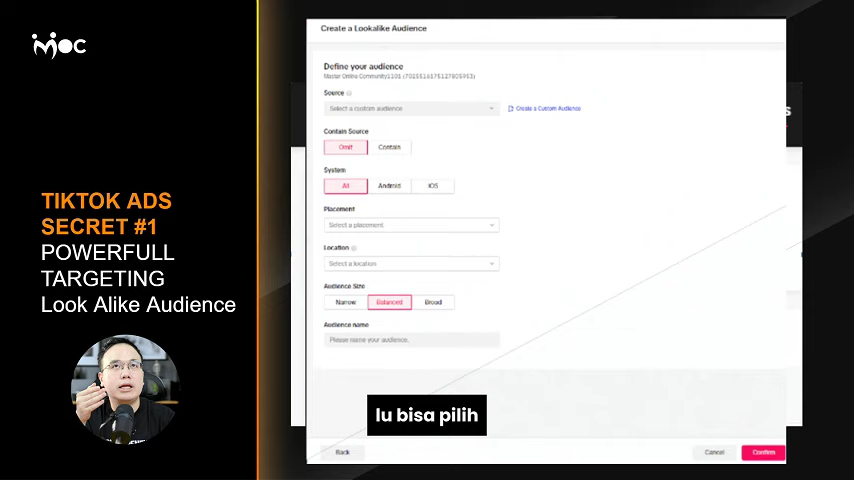 MOC
TIKTOK ADS
SECRET #1
POWERFULL
TARGETING
Look Alike Audience
Create a Lookalike Audience
Define your audience
Source
Select a custom audience
Create a Custom Audience
Contain Source
Omit
Contain
System
All
Android
iOS
Placement
Select a placement
Location
Select a location
Audience Size
Narrow
Balanced
Broad
Audience name
Please name your audience.
lu bisa pilih
Back
Cancel
Confirm